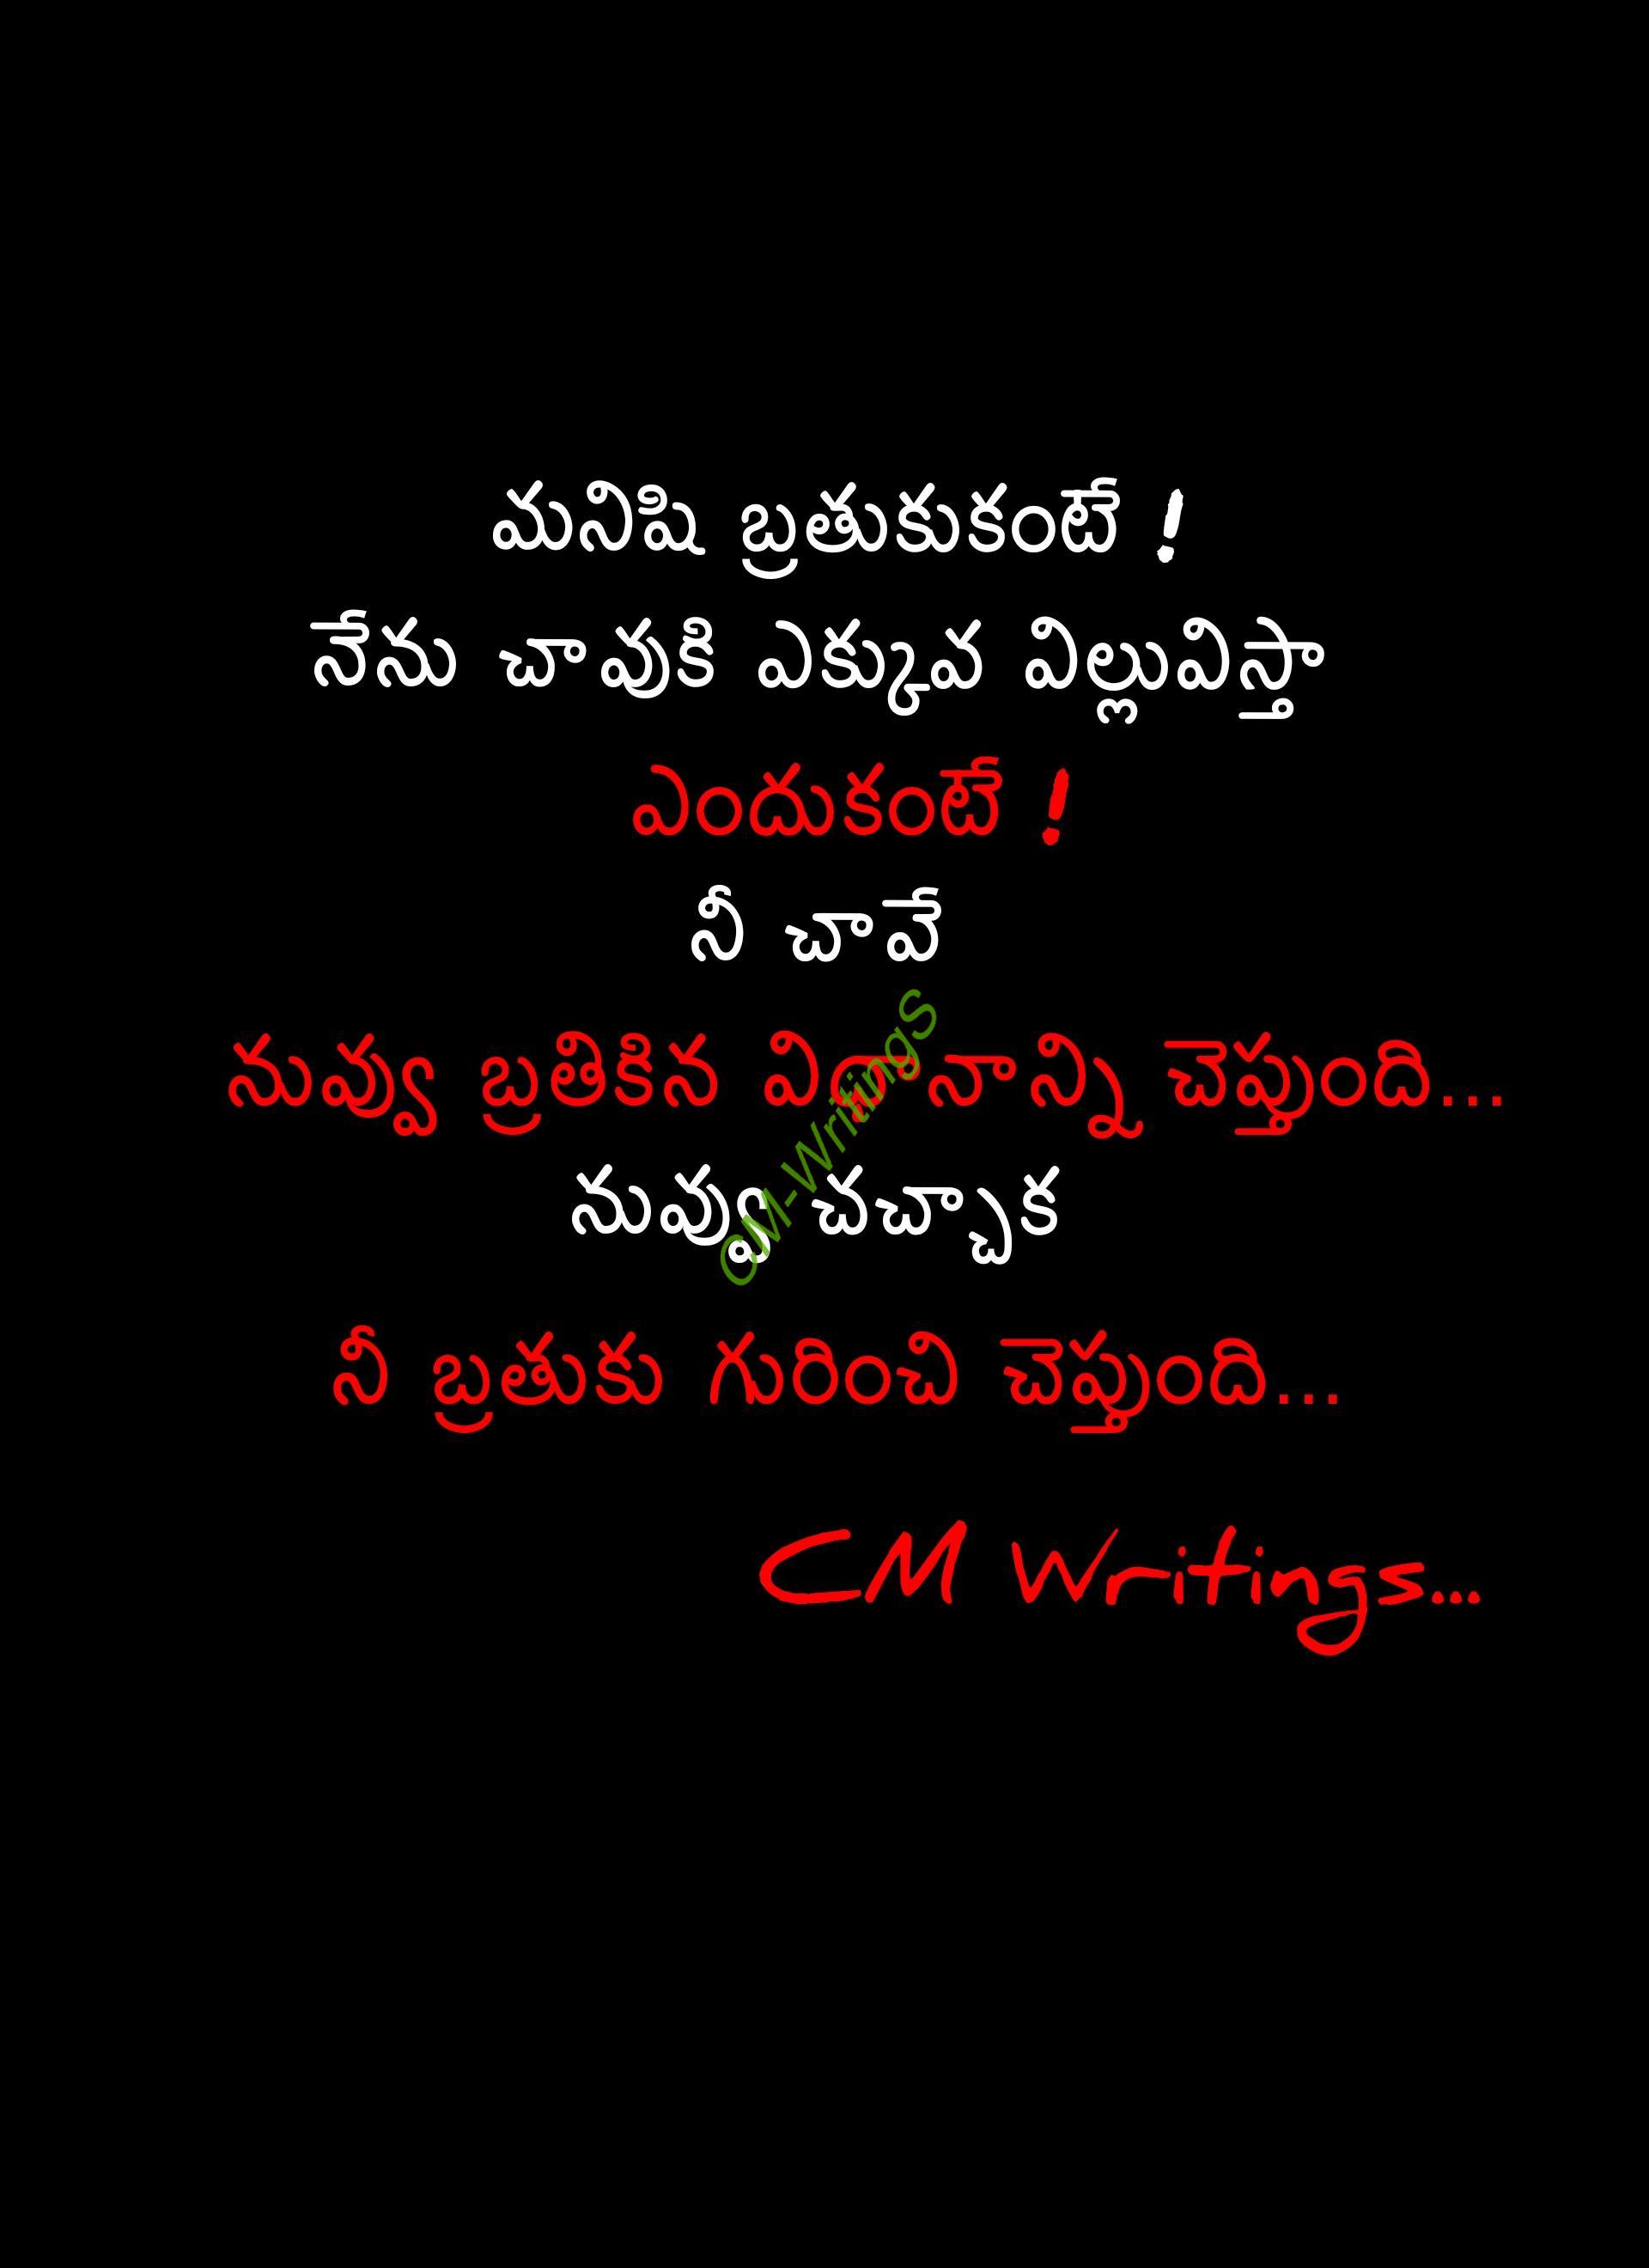 మనిషి బ్రతుకుకంటే !
నేను చావుకి ఎక్కువ విల్లువిస్తా
ఎందుకంటే !
నీ చావే
నువ్వు బ్రతికిన విధానాన్ని చెప్తుంది...
నువ్వు చచ్చాక
నీ బ్రతుకు గురించి చెప్తుంది...
CM-Writings
CM Writings...